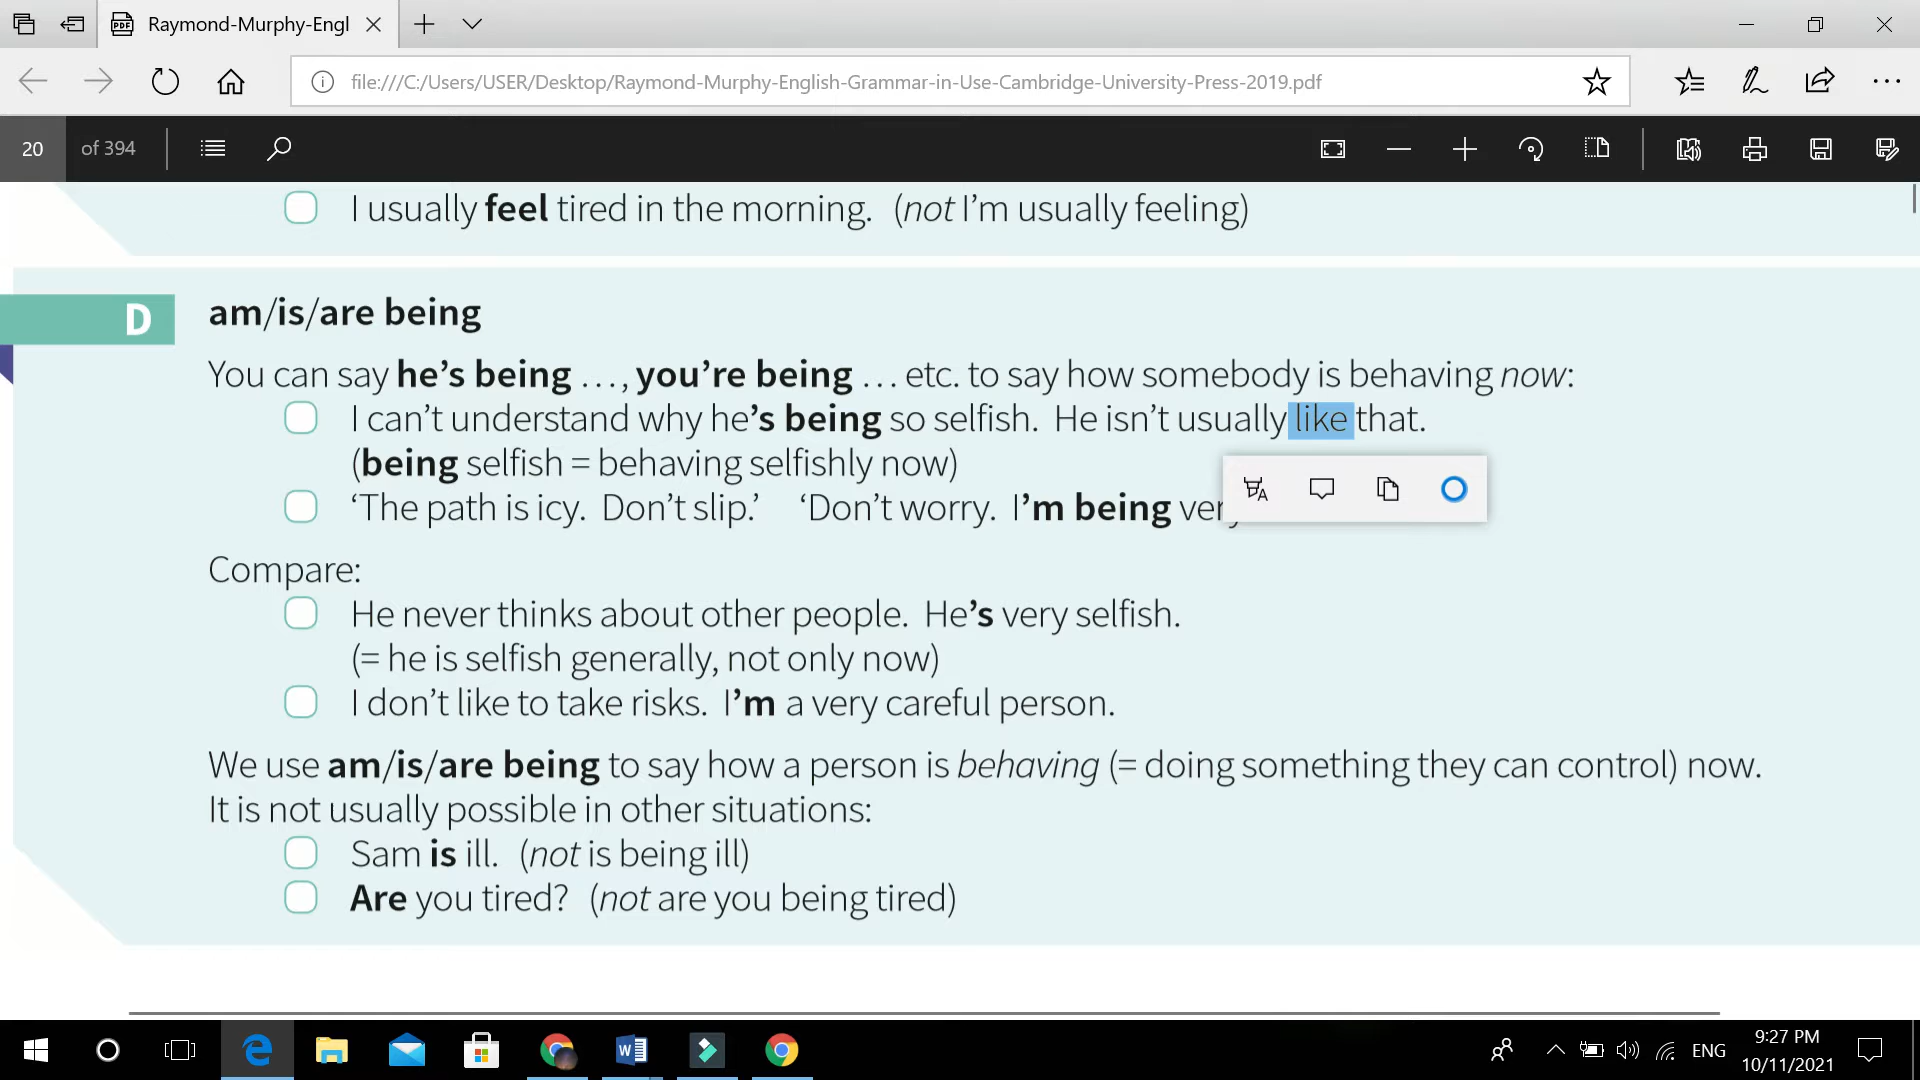 Raymond-Murphy-Engl
file:///C:/Users/USER/Desktop/Raymond-Murphy-English-Grammar-in-Use-Cambridge-University-Press-2019.pdf
20 of 394
I usually feel tired in the morning. (not I’m usually feeling)
D am/is/are being
You can say he’s being …, you’re being … etc. to say how somebody is behaving now:
I can’t understand why he’s being so selfish. He isn’t usually like that.
(being selfish = behaving selfishly now)
‘The path is icy. Don’t slip.’ ‘Don’t worry. I’m being very
Compare:
He never thinks about other people. He’s very selfish.
(= he is selfish generally, not only now)
I don’t like to take risks. I’m a very careful person.
We use am/is/are being to say how a person is behaving (= doing something they can control) now.
It is not usually possible in other situations:
Sam is ill. (not is being ill)
Are you tired? (not are you being tired)
ENG
9:27 PM
10/11/2021